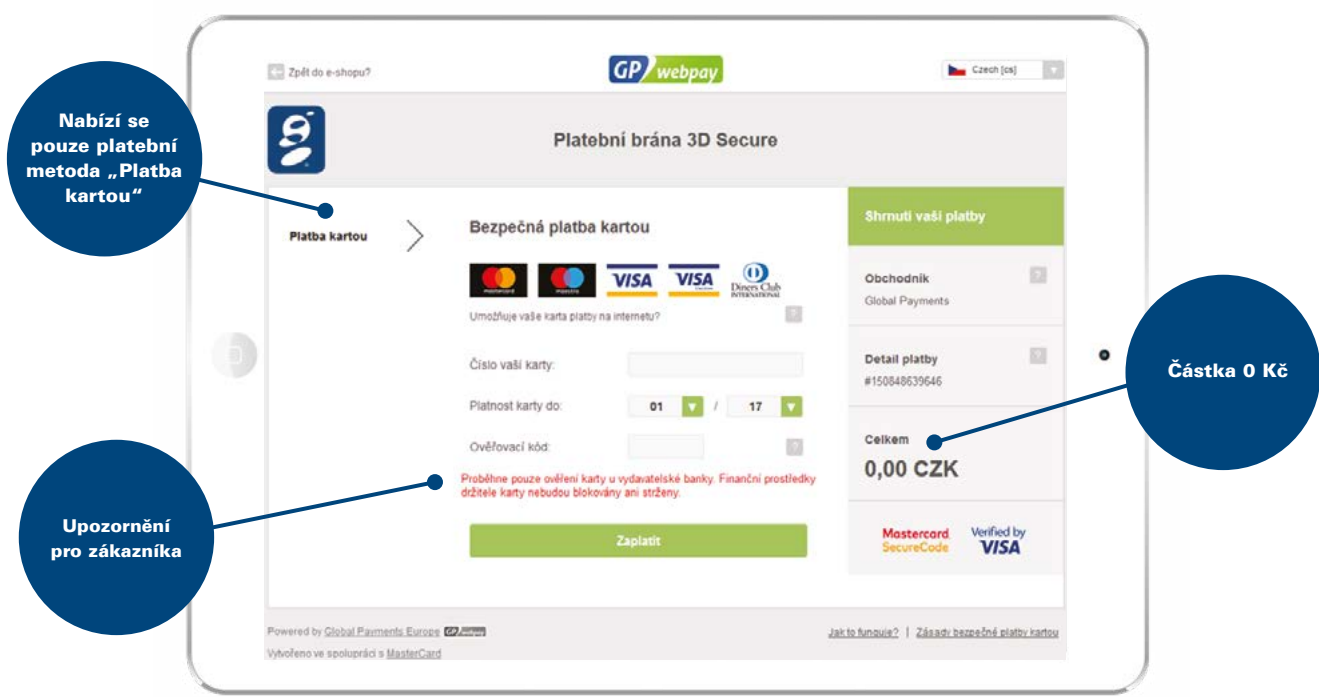 Zpět do e-shopu?
GP webpay
Czech [cs]
Nabízí se
pouze platební
metoda „Platba
kartou“
Platební brána 3D Secure
Platba kartou
Bezpečná platba kartou
mastercard
maestro
VISA
VISA
Diners Club
INTERNATIONAL
Umožňuje vaše karta platby na internetu?
?
Číslo vaší karty:
Platnost karty do:
01 / 17
Ověřovací kód:
?
Proběhne pouze ověření karty u vydavatelské banky. Finanční prostředky
držitele karty nebudou blokovány ani strženy.
Zaplatit
Shrnutí vaší platby
Obchodník
?
Global Payments
Detail platby
?
#150848639646
Celkem
0,00 CZK
Mastercard
SecureCode
Verified by
VISA
Částka 0 Kč
Upozornění
pro zákazníka
Powered by Global Payments Europe GP webpay
Vytvořeno ve spolupráci s MasterCard
Jak to funguje? | Zásady bezpečné platby kartou